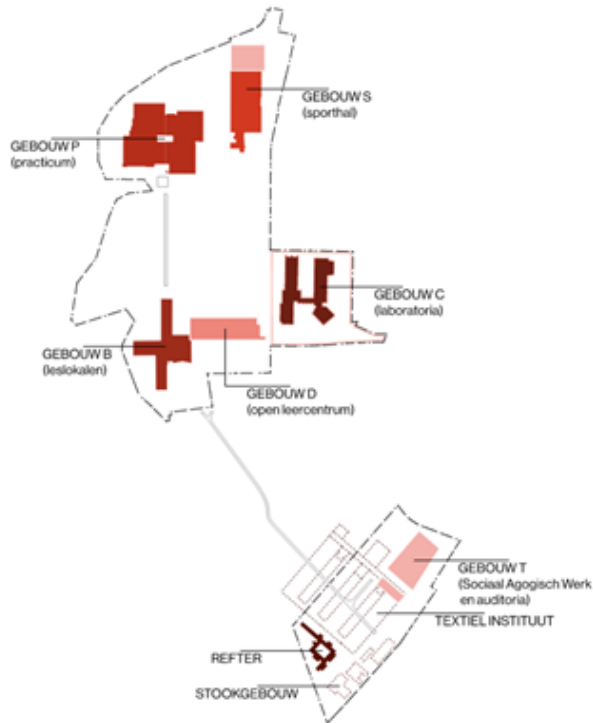 GEBOUW S
(sporthal)
GEBOUW P
(practicum)
GEBOUW C
(laboratoria)
GEBOUW B
(leslokalen)
GEBOUW D
(open leercentrum)
GEBOUW T
(Sociaal Agogisch Werk
en auditoria)
TEXTIEL INSTITUUT
REFTER
STOOKGEBOUW